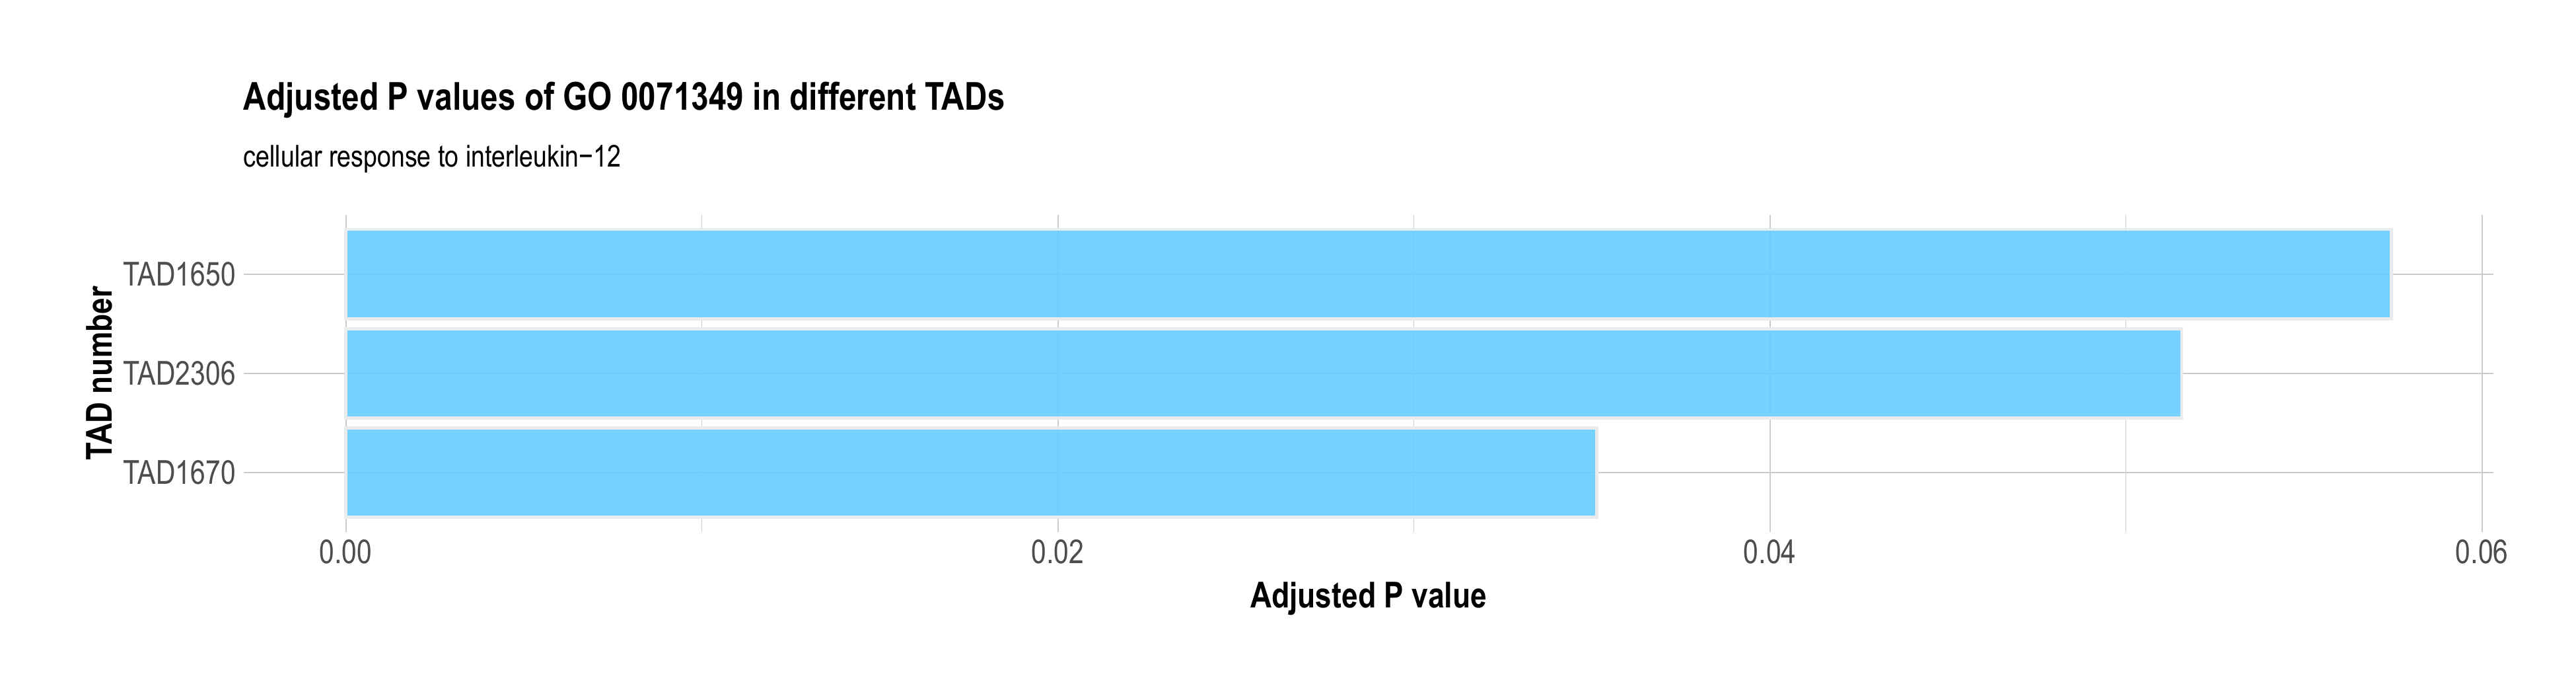 Adjusted P values of GO 0071349 in different TADs
cellular response to interleukin−12
TAD number
TAD1650
TAD2306
TAD1670
0.00
0.02
0.04
0.06
Adjusted P value